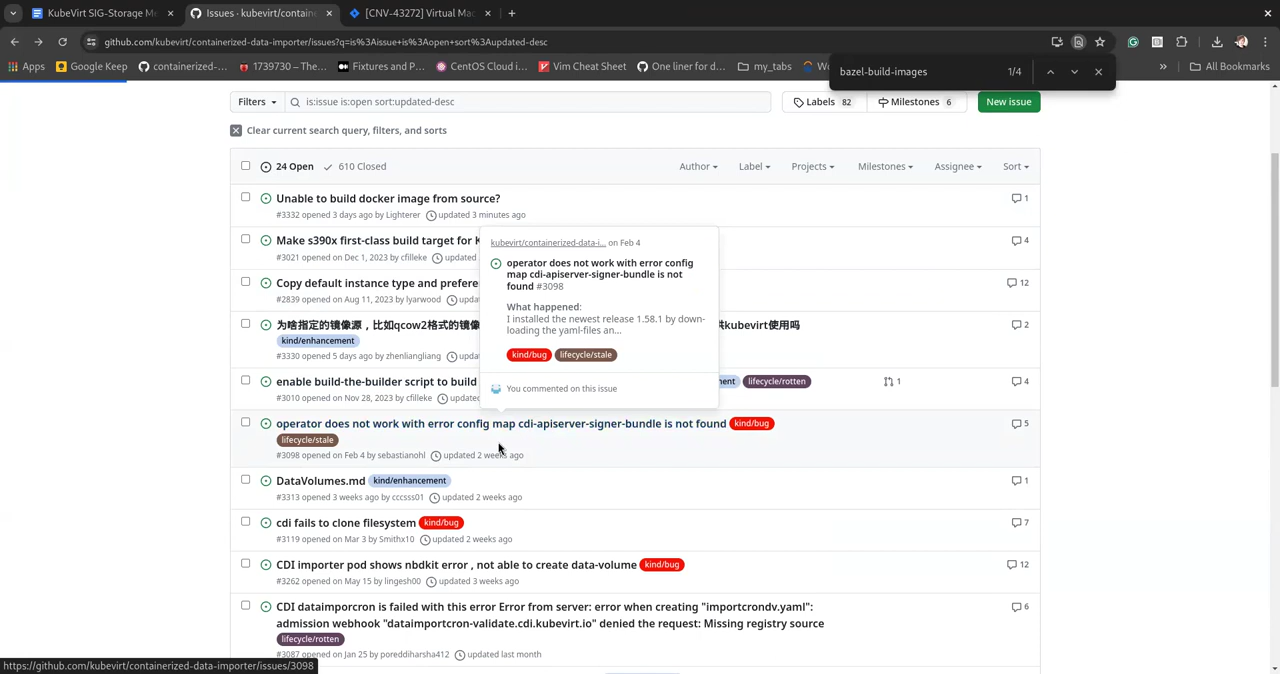 KubeVirt SIG-Storage Me
Issues · kubevirt/containe
[CNV-43272] Virtual Mac
github.com/kubevirt/containerized-data-importer/issues?q=is%3Aissue+is%3Aopen+sort%3Aupdated-desc
Apps
Google Keep
containerized-...
1739730 – The...
Fixtures and P...
CentOS Cloud i...
Vim Cheat Sheet
One liner for d...
my_tabs
Wo
»
All Bookmarks
bazel-build-images 1/4
Filters
is:issue is:open sort:updated-desc
Labels 82
Milestones 6
New issue
Clear current search query, filters, and sorts
24 Open 610 Closed
Author Label Projects Milestones Assignee Sort
Unable to build docker image from source? 1
#3332 opened 3 days ago by Lighterer updated 3 minutes ago
Make s390x first-class build target for K 4
#3021 opened on Dec 1, 2023 by cfilleke updated
Copy default instance type and prefere 12
#2839 opened on Aug 11, 2023 by lyarwood upda
为啥指定的镜像源，比如qcow2格式的镜像 kubevirt使用吗 2
kind/enhancement
#3330 opened 5 days ago by zhenliangliang upda
enable build-the-builder script to build ment lifecycle/rotten 1 4
#3010 opened on Nov 28, 2023 by cfilleke update
kubevirt/containerized-data-i... on Feb 4
operator does not work with error config
map cdi-apiserver-signer-bundle is not
found #3098
What happened:
I installed the newest release 1.58.1 by down-
loading the yaml-files an...
kind/bug lifecycle/stale
You commented on this issue
operator does not work with error config map cdi-apiserver-signer-bundle is not found kind/bug 5
lifecycle/stale
#3098 opened on Feb 4 by sebastianohl updated 2 weeks ago
DataVolumes.md kind/enhancement 1
#3313 opened 3 weeks ago by cccsss01 updated 2 weeks ago
cdi fails to clone filesystem kind/bug 7
#3119 opened on Mar 3 by Smithx10 updated 2 weeks ago
CDI importer pod shows nbdkit error , not able to create data-volume kind/bug 12
#3262 opened on May 15 by lingesh00 updated 3 weeks ago
CDI dataimporcron is failed with this error Error from server: error when creating "importcrondv.yaml": 6
admission webhook "dataimportcron-validate.cdi.kubevirt.io" denied the request: Missing registry source
lifecycle/rotten
#3087 opened on Jan 25 by poreddiharsha412 updated last month
https://github.com/kubevirt/containerized-data-importer/issues/3098